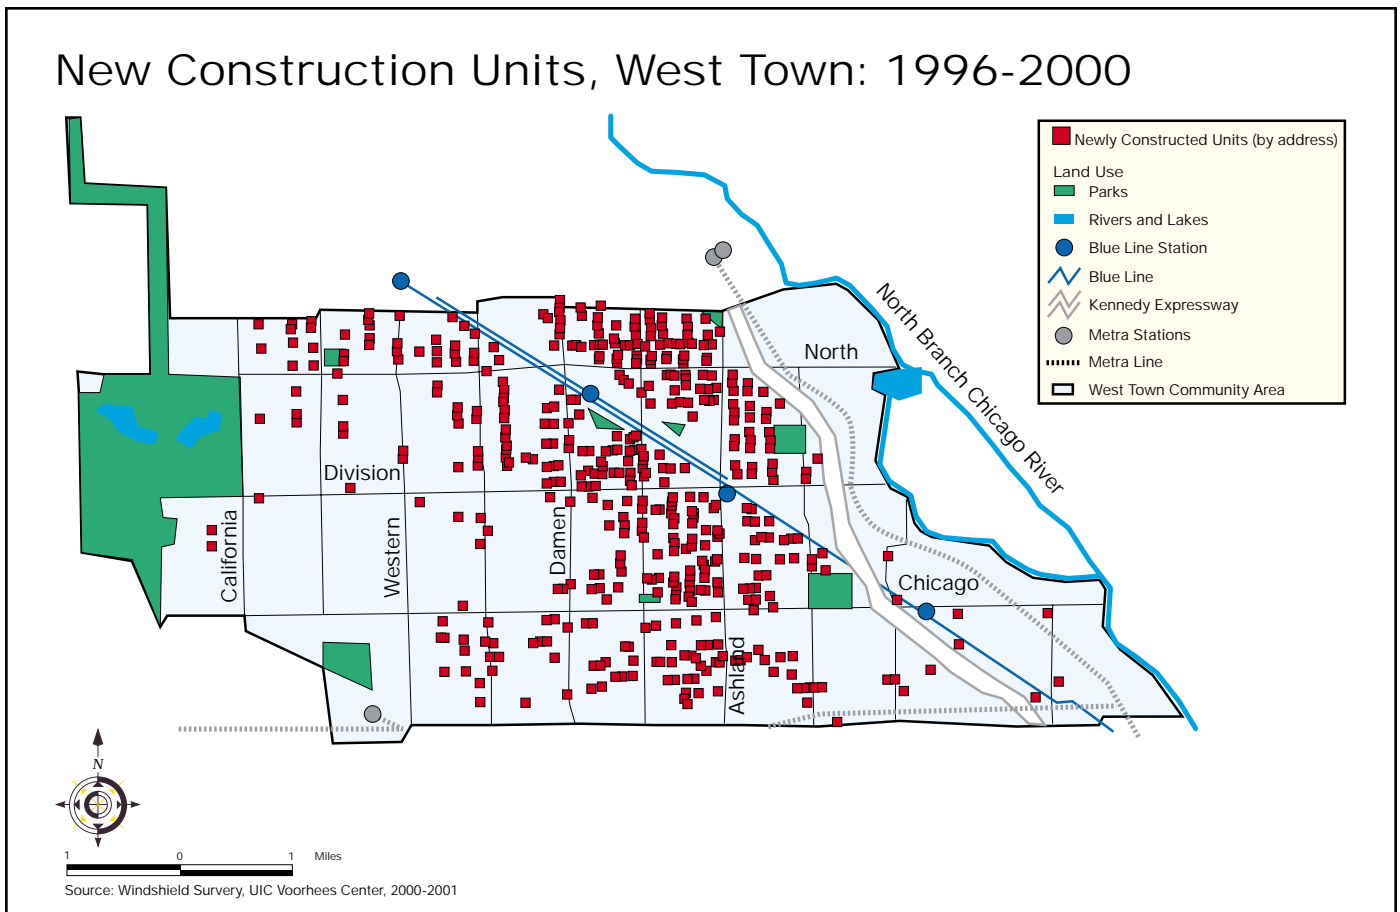 New Construction Units, West Town: 1996-2000
Newly Constructed Units (by address)
Land Use
Parks
Rivers and Lakes
Blue Line Station
Blue Line
Kennedy Expressway
Metra Stations
Metra Line
West Town Community Area
North Branch Chicago River
North
Division
California
Western
Damen
Ashland
Chicago
N
1 0 1 Miles
Source: Windshield Survery, UIC Voorhees Center, 2000-2001